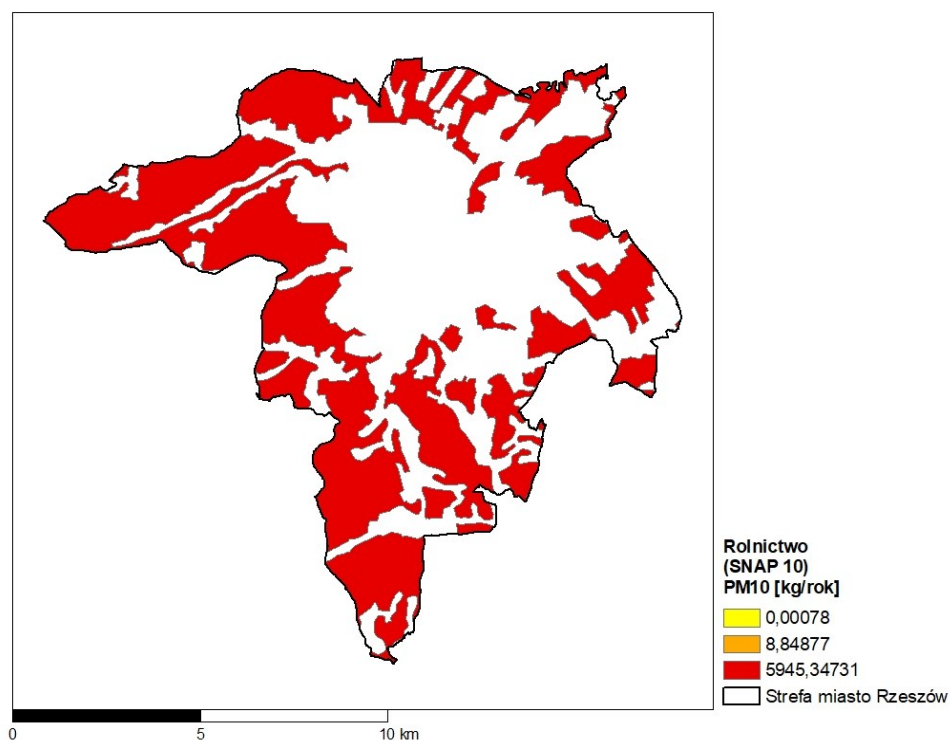 Rolnictwo
(SNAP 10)
PM10 [kg/rok]
0,00078
8,84877
5945,34731
Strefa miasto Rzeszów
0 5 10 km